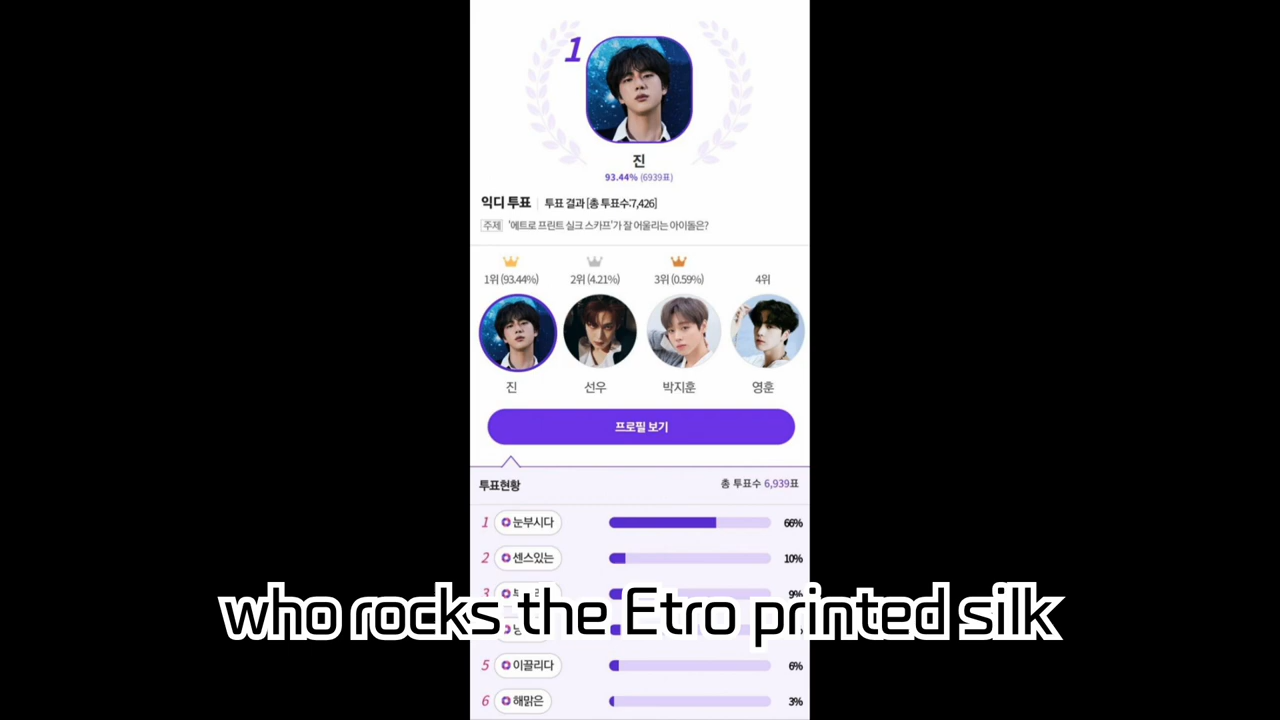 1
진
93.44% (6939표)
익디 투표 투표 결과 [총 투표수:7,426]
주제 '에트로 프린트 실크 스카프'가 잘 어울리는 아이돌은?
1위 (93.44%) 2위 (4.21%) 3위 (0.59%) 4위
진 선우 박지훈 영훈
프로필 보기
투표현황 총 투표수 6,939표
1 눈부시다 66%
2 센스있는 10%
3 9%
who rocks the Etro printed silk
5 이끌리다 6%
6 해맑은 3%